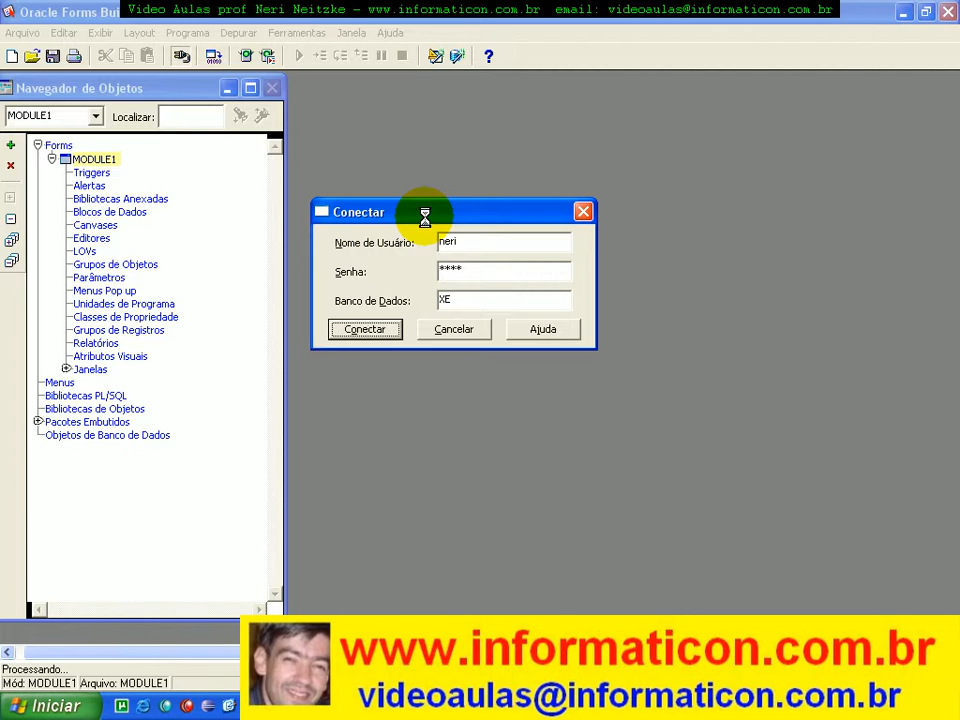 Video Aulas prof Neri Neitzke - www.informaticon.com.br email: videoaulas@informaticon.com.br
Oracle Forms Bui
Arquivo Editar Exibir Layout Programa Depurar Ferramentas Janela Ajuda
Navegador de Objetos
MODULE1 Localizar:
Forms
MODULE1
Triggers
Alertas
Bibliotecas Anexadas
Blocos de Dados
Canvases
Editores
LOVs
Grupos de Objetos
Parâmetros
Menus Pop up
Unidades de Programa
Classes de Propriedade
Grupos de Registros
Relatórios
Atributos Visuais
Janelas
Menus
Bibliotecas PL/SQL
Bibliotecas de Objetos
Pacotes Embutidos
Objetos de Banco de Dados
Conectar
Nome de Usuário: neri
Senha: ****
Banco de Dados: XE
Conectar Cancelar Ajuda
Processando...
Mód: MODULE1 Arquivo: MODULE1
Iniciar
www.informaticon.com.br
videoaulas@informaticon.com.br